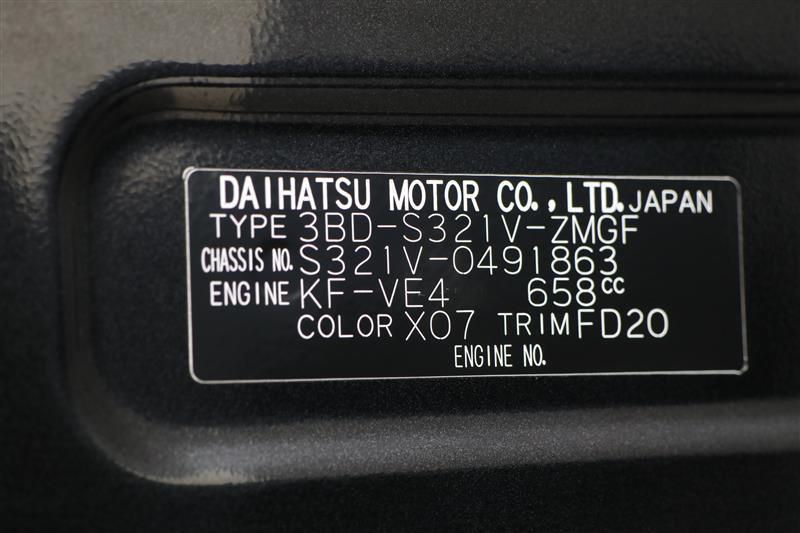 DAIHATSU MOTOR CO.,LTD. JAPAN
TYPE 3BD-S321V-ZMGF
CHASSIS NO. S321V-0491863
ENGINE KF-VE4 658cc
COLOR X07 TRIM FD20
ENGINE NO.